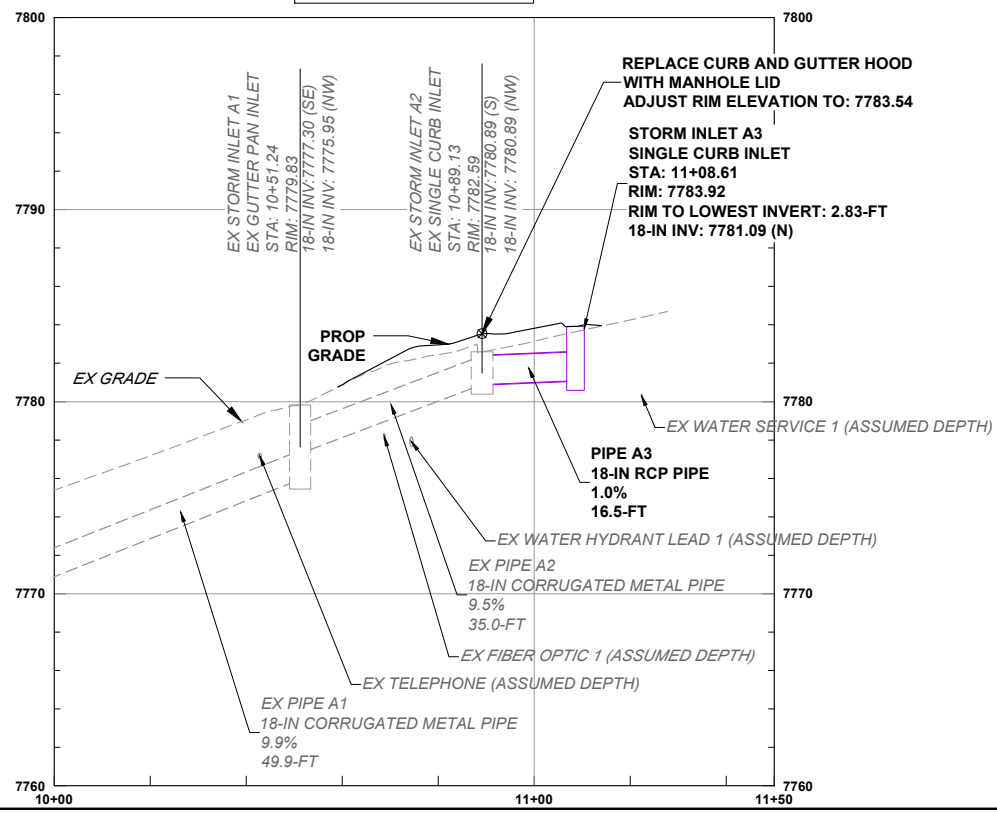 7800
7800
EX STORM INLET A1
EX GUTTER PAN INLET
STA: 10+51.24
RIM: 7779.83
18-IN INV:7777.30 (SE)
18-IN INV: 7775.95 (NW)
EX STORM INLET A2
EX SINGLE CURB INLET
STA: 10+89.13
RIM: 7782.59
18-IN INV:7780.89 (S)
18-IN INV: 7780.89 (NW)
REPLACE CURB AND GUTTER HOOD
WITH MANHOLE LID
ADJUST RIM ELEVATION TO: 7783.54
STORM INLET A3
SINGLE CURB INLET
STA: 11+08.61
RIM: 7783.92
RIM TO LOWEST INVERT: 2.83-FT
18-IN INV: 7781.09 (N)
7790
7790
PROP
GRADE
EX GRADE
7780
7780
EX WATER SERVICE 1 (ASSUMED DEPTH)
PIPE A3
18-IN RCP PIPE
1.0%
16.5-FT
EX WATER HYDRANT LEAD 1 (ASSUMED DEPTH)
EX PIPE A2
18-IN CORRUGATED METAL PIPE
9.5%
35.0-FT
7770
7770
EX FIBER OPTIC 1 (ASSUMED DEPTH)
EX TELEPHONE (ASSUMED DEPTH)
EX PIPE A1
18-IN CORRUGATED METAL PIPE
9.9%
49.9-FT
7760
7760
10+00
11+00
11+50